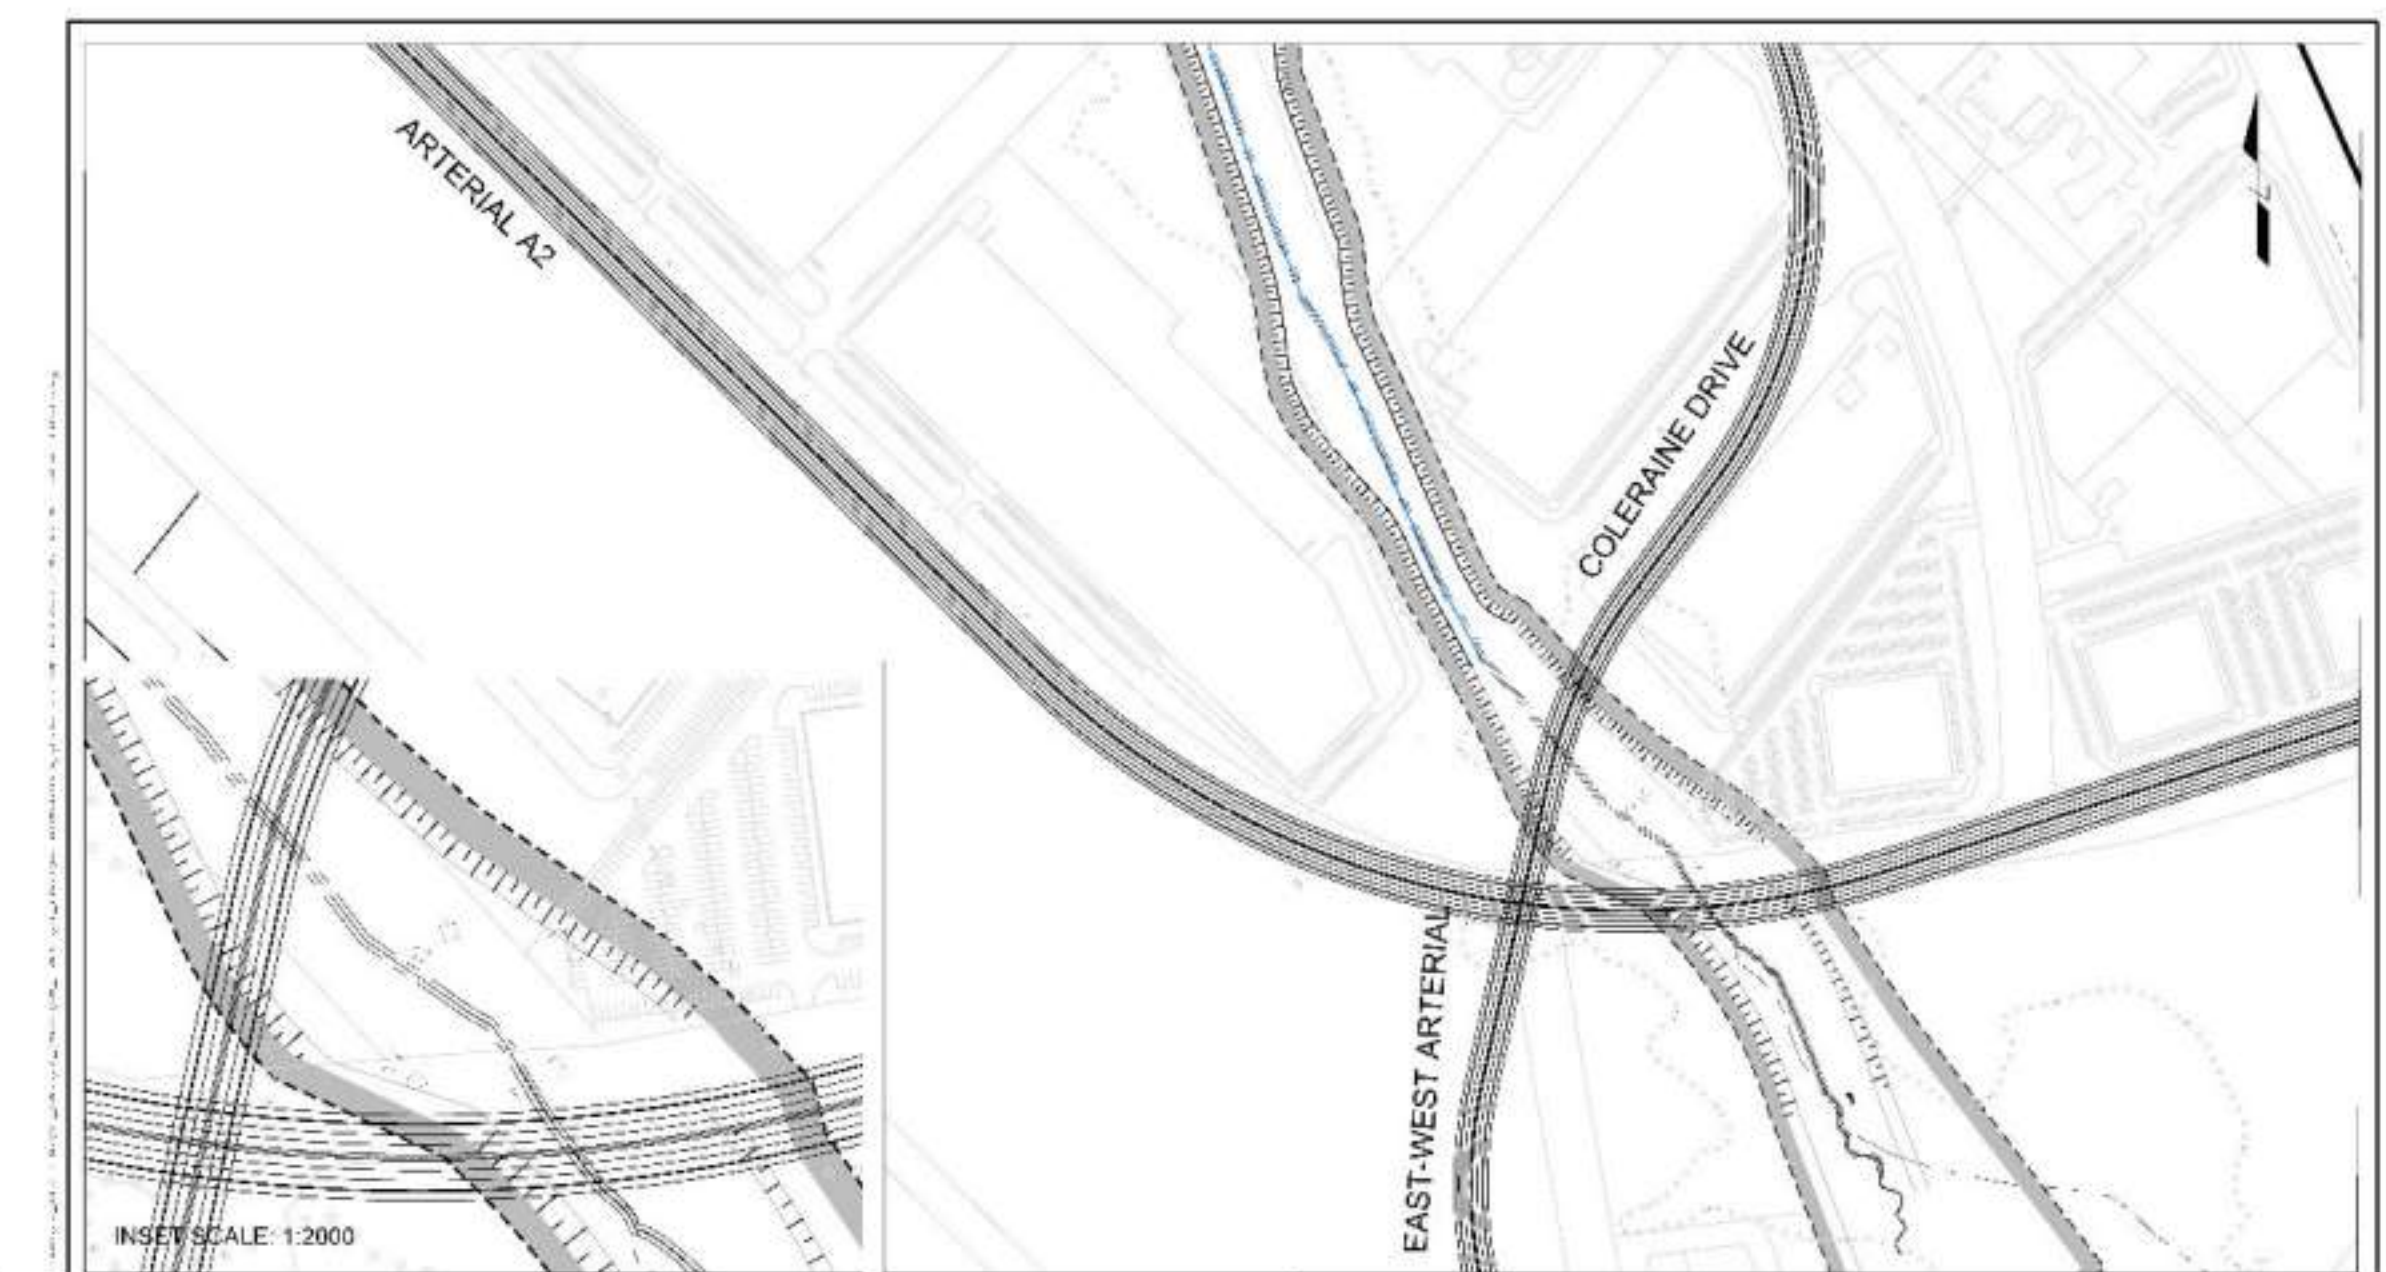 ARTERIAL A2
COLERAINE DRIVE
EAST-WEST ARTERIAL
INSET SCALE: 1:2000